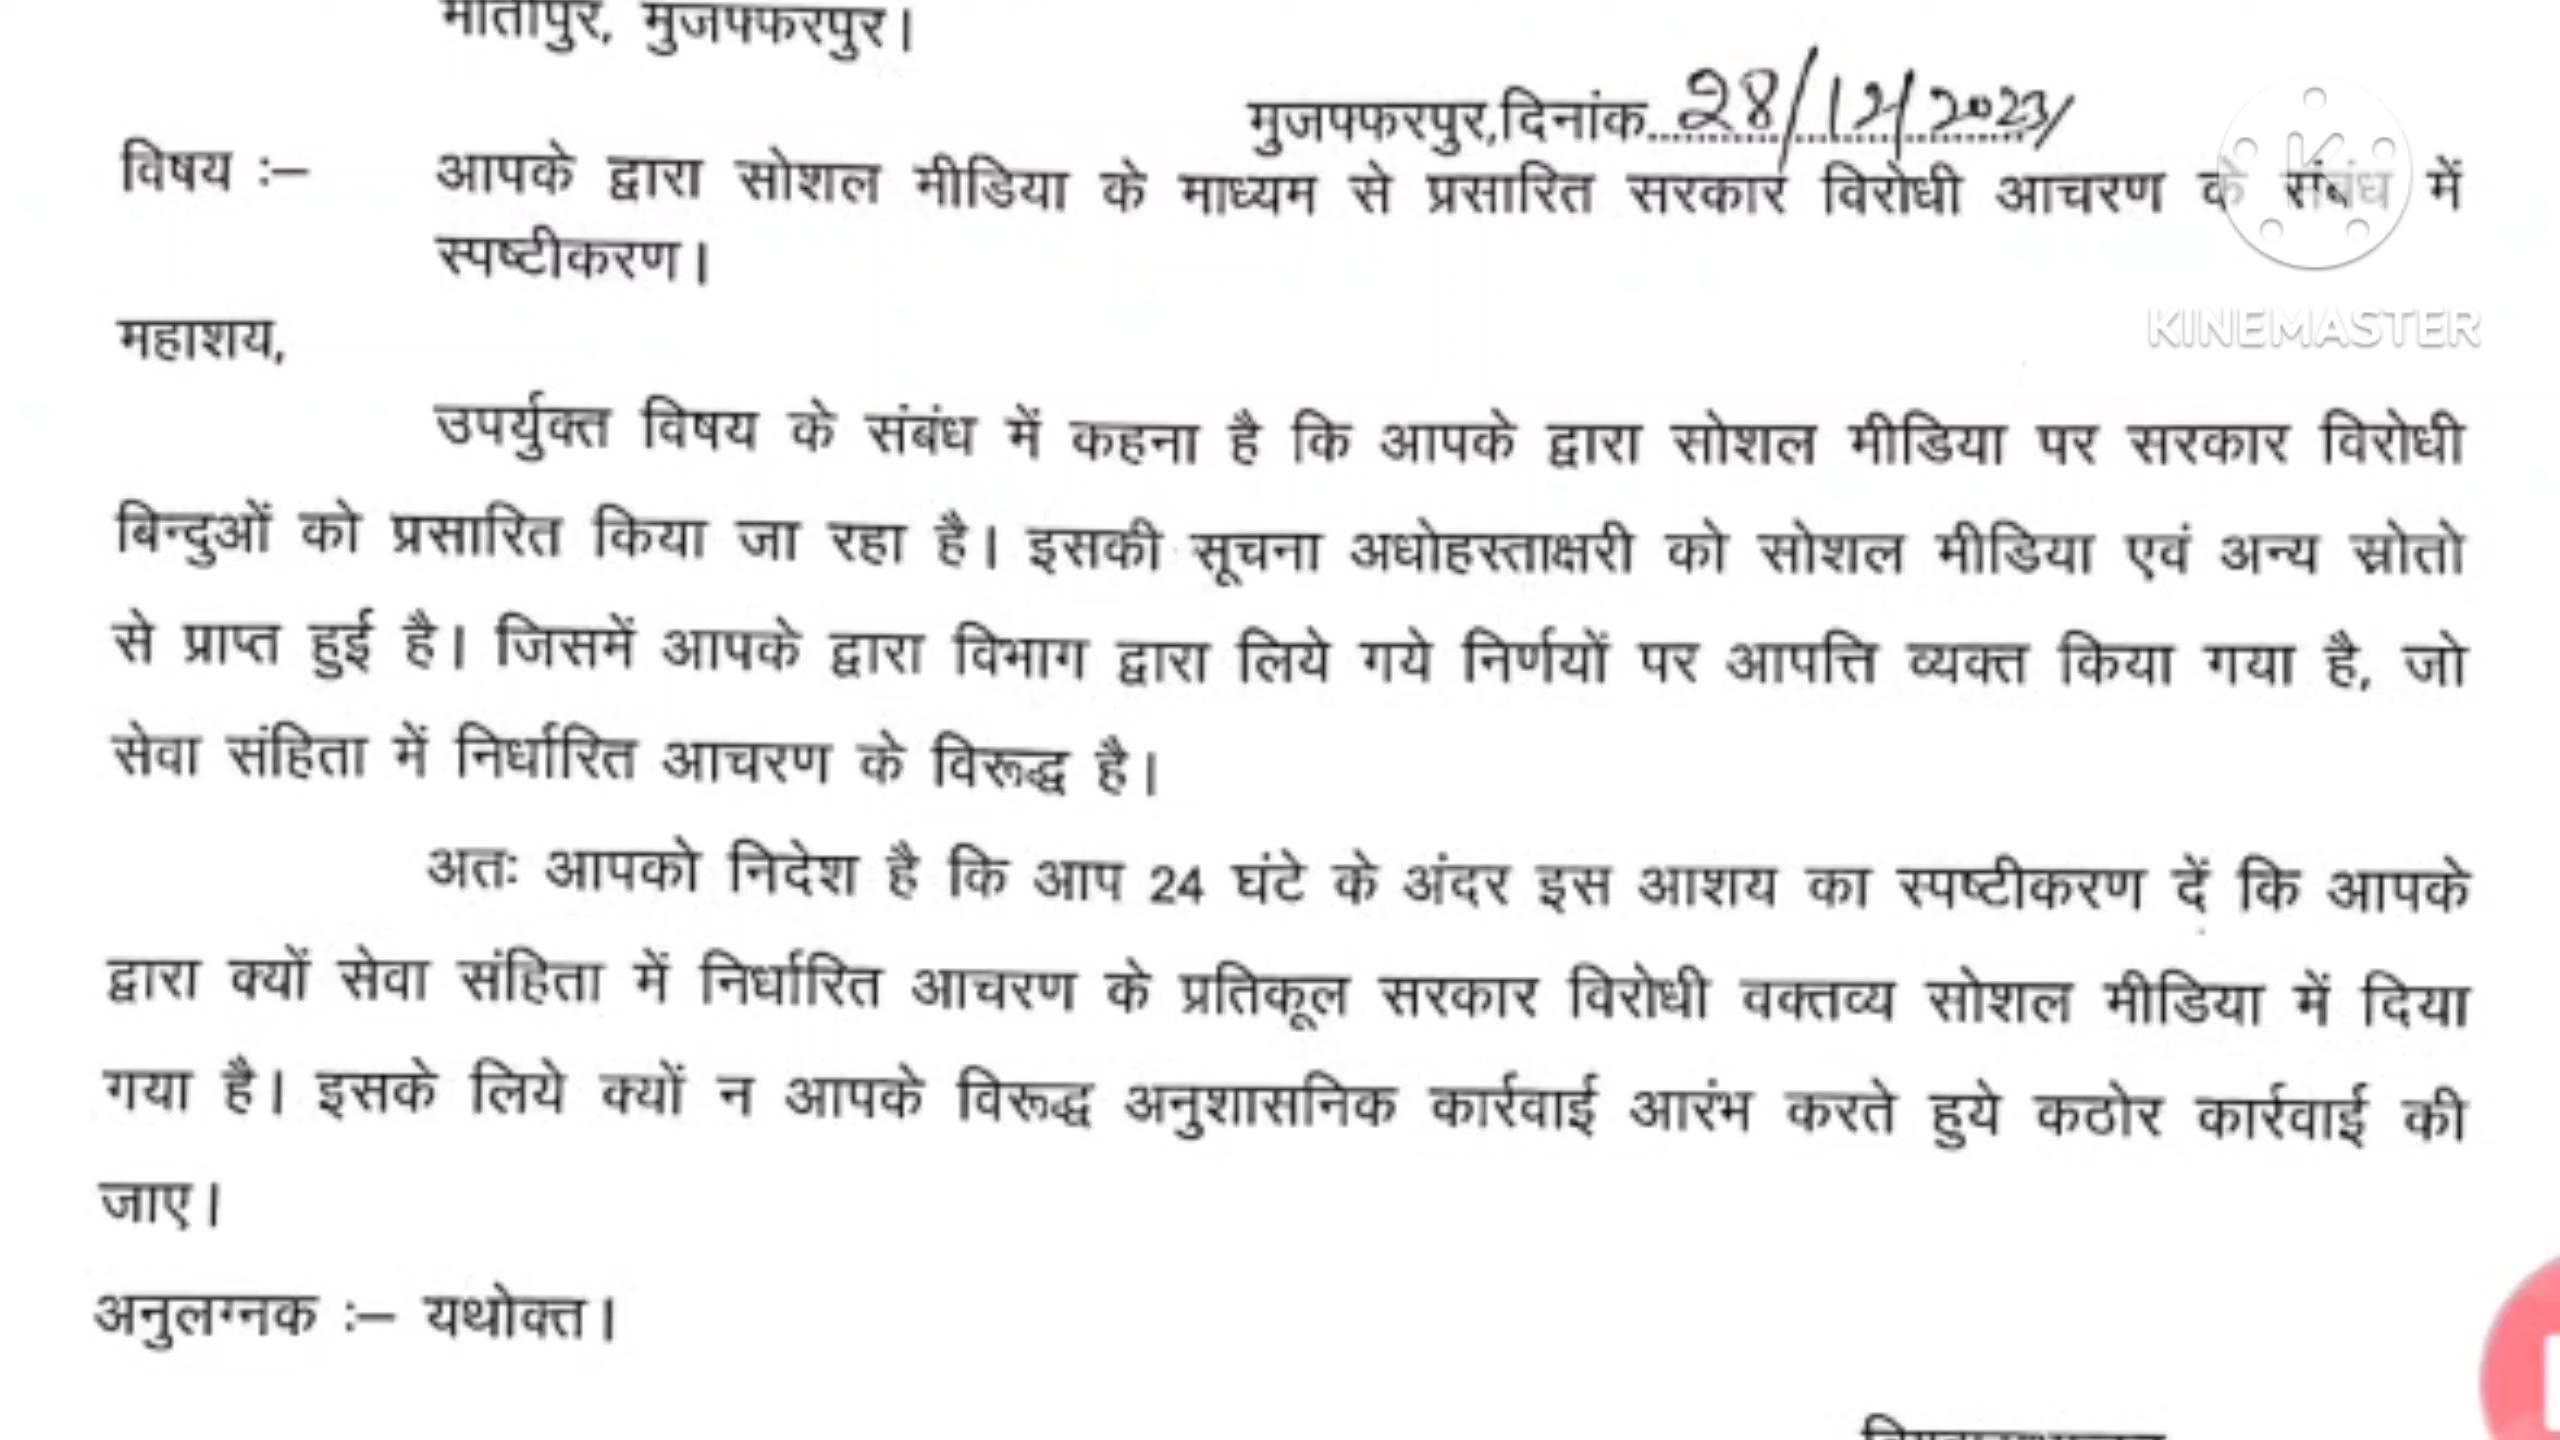 मोतीपुर, मुजफ्फरपुर।
मुजफ्फरपुर,दिनांक 28/12/2023
विषय :– आपके द्वारा सोशल मीडिया के माध्यम से प्रसारित सरकार विरोधी आचरण के संबंध में
स्पष्टीकरण।
KINEMASTER
महाशय,
उपर्युक्त विषय के संबंध में कहना है कि आपके द्वारा सोशल मीडिया पर सरकार विरोधी
बिन्दुओं को प्रसारित किया जा रहा है। इसकी सूचना अधोहस्ताक्षरी को सोशल मीडिया एवं अन्य स्रोतो
से प्राप्त हुई है। जिसमें आपके द्वारा विभाग द्वारा लिये गये निर्णयों पर आपत्ति व्यक्त किया गया है, जो
सेवा संहिता में निर्धारित आचरण के विरूद्ध है।
अतः आपको निदेश है कि आप 24 घंटे के अंदर इस आशय का स्पष्टीकरण दें कि आपके
द्वारा क्यों सेवा संहिता में निर्धारित आचरण के प्रतिकूल सरकार विरोधी वक्तव्य सोशल मीडिया में दिया
गया है। इसके लिये क्यों न आपके विरूद्ध अनुशासनिक कार्रवाई आरंभ करते हुये कठोर कार्रवाई की
जाए।
अनुलग्नक :– यथोक्त।